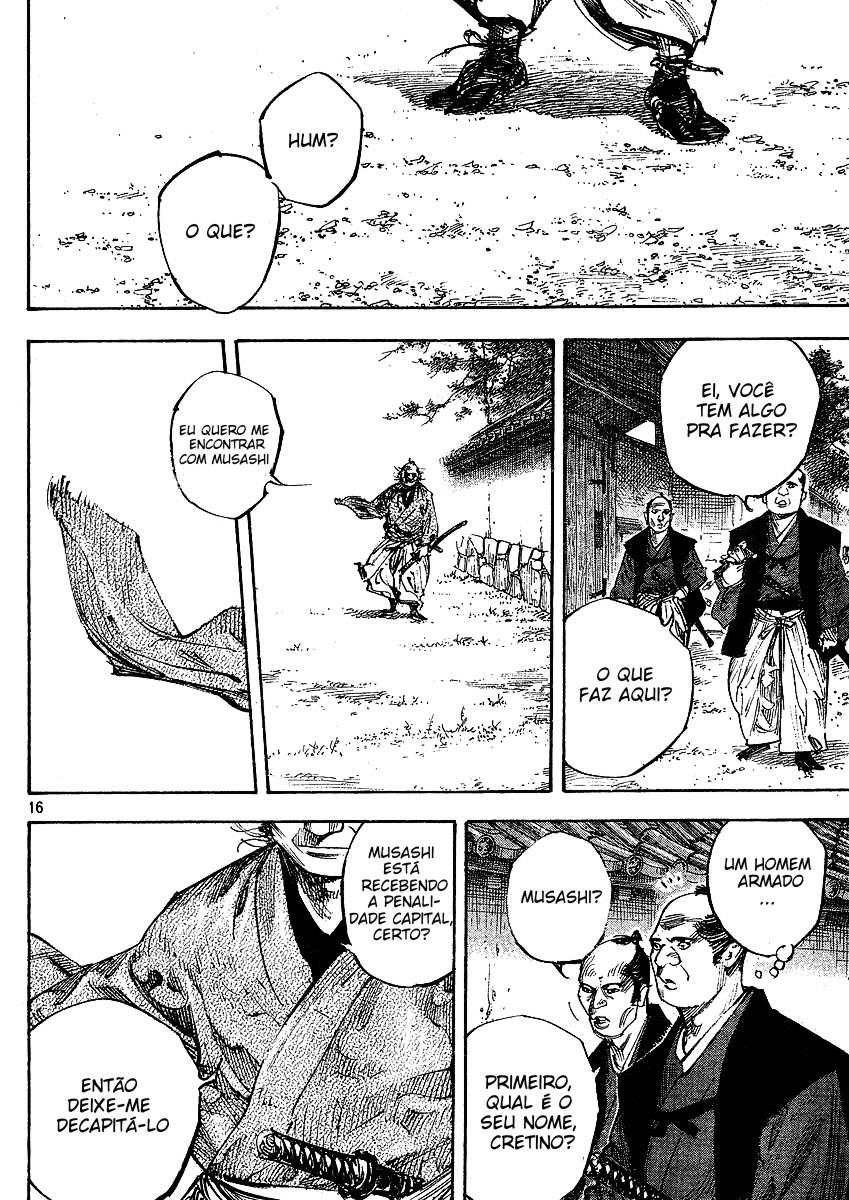 HUM?
O QUE?
EI, VOCÊ
TEM ALGO
PRA FAZER?
O QUE
FAZ AQUI?
EU QUERO ME
ENCONTRAR
COM MUSASHI
16
UM HOMEM
ARMADO
...
MUSASHI?
PRIMEIRO,
QUAL É O
SEU NOME,
CRETINO?
MUSASHI
ESTÁ
RECEBENDO
A PENALI-
DADE CAPITAL,
CERTO?
ENTÃO
DEIXE-ME
DECAPITÁ-LO